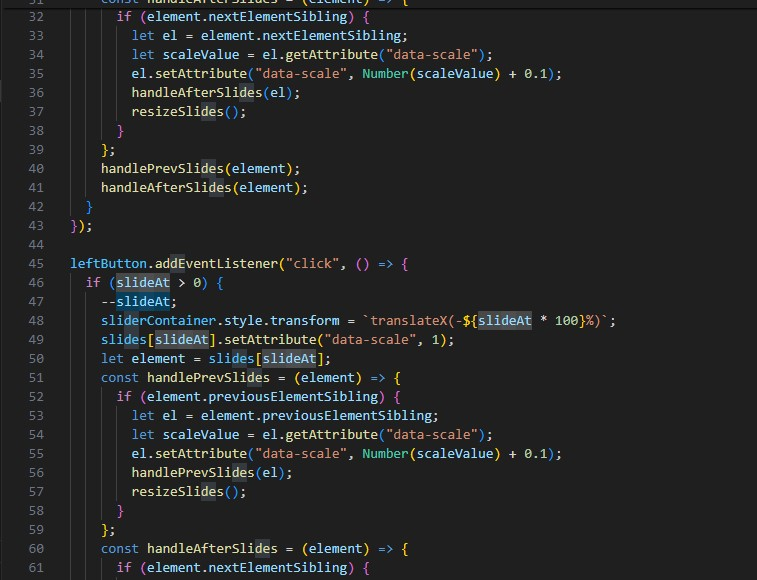 31 const handleAfterSlides = (element) => {
32 if (element.nextElementSibling) {
33 let el = element.nextElementSibling;
34 let scaleValue = el.getAttribute("data-scale");
35 el.setAttribute("data-scale", Number(scaleValue) + 0.1);
36 handleAfterSlides(el);
37 resizeSlides();
38 }
39 };
40 handlePrevSlides(element);
41 handleAfterSlides(element);
42 }
43 });
44
45 leftButton.addEventListener("click", () => {
46 if (slideAt > 0) {
47 --slideAt;
48 sliderContainer.style.transform = `translateX(-${slideAt * 100}%)`;
49 slides[slideAt].setAttribute("data-scale", 1);
50 let element = slides[slideAt];
51 const handlePrevSlides = (element) => {
52 if (element.previousElementSibling) {
53 let el = element.previousElementSibling;
54 let scaleValue = el.getAttribute("data-scale");
55 el.setAttribute("data-scale", Number(scaleValue) + 0.1);
56 handlePrevSlides(el);
57 resizeSlides();
58 }
59 };
60 const handleAfterSlides = (element) => {
61 if (element.nextElementSibling) {